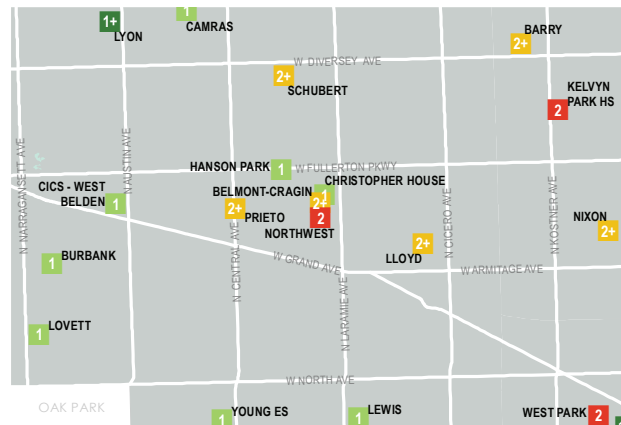 1
1+
CAMRAS
LYON
BARRY
2+
W DIVERSEY AVE
2+
SCHUBERT
KELVYN
PARK HS
2
N NARRAGANSETT AVE
N AUSTIN AVE
HANSON PARK
1
W FULLERTON PKWY
CHRISTOPHER HOUSE
1
CICS - WEST
BELDEN
1
BELMONT-CRAGIN
2+
2+
PRIETO
2
NORTHWEST
NIXON
2+
2+
LLOYD
N CICERO AVE
N KOSTNER AVE
BURBANK
1
W GRAND AVE
W ARMITAGE AVE
N CENTRAL AVE
N LARAMIE AVE
1
LOVETT
W NORTH AVE
OAK PARK
1
YOUNG ES
1
LEWIS
WEST PARK
2